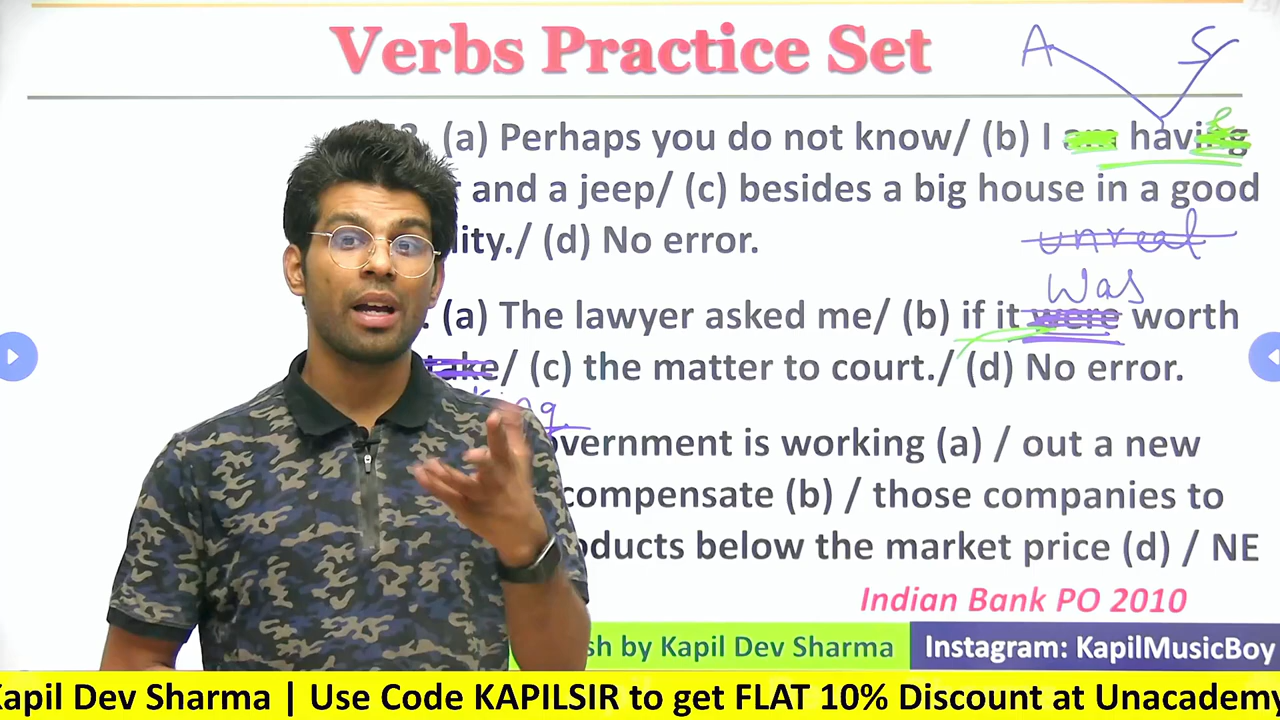 Verbs Practice Set
A S
(a) Perhaps you do not know/ (b) I am having
and a jeep/ (c) besides a big house in a good
lity./ (d) No error.
unreal
was
(a) The lawyer asked me/ (b) if it were worth
take/ (c) the matter to court./ (d) No error.
king
overnment is working (a) / out a new
compensate (b) / those companies to
oducts below the market price (d) / NE
Indian Bank PO 2010
sh by Kapil Dev Sharma
Instagram: KapilMusicBoy
Kapil Dev Sharma | Use Code KAPILSIR to get FLAT 10% Discount at Unacademy